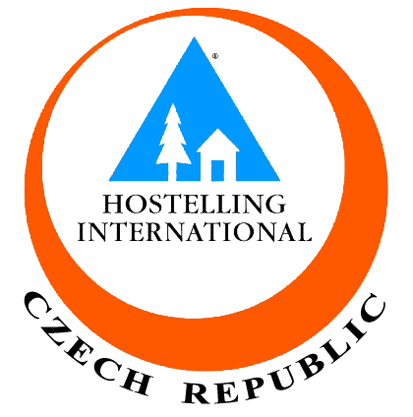 ®
HOSTELLING
INTERNATIONAL
CZECH REPUBLIC